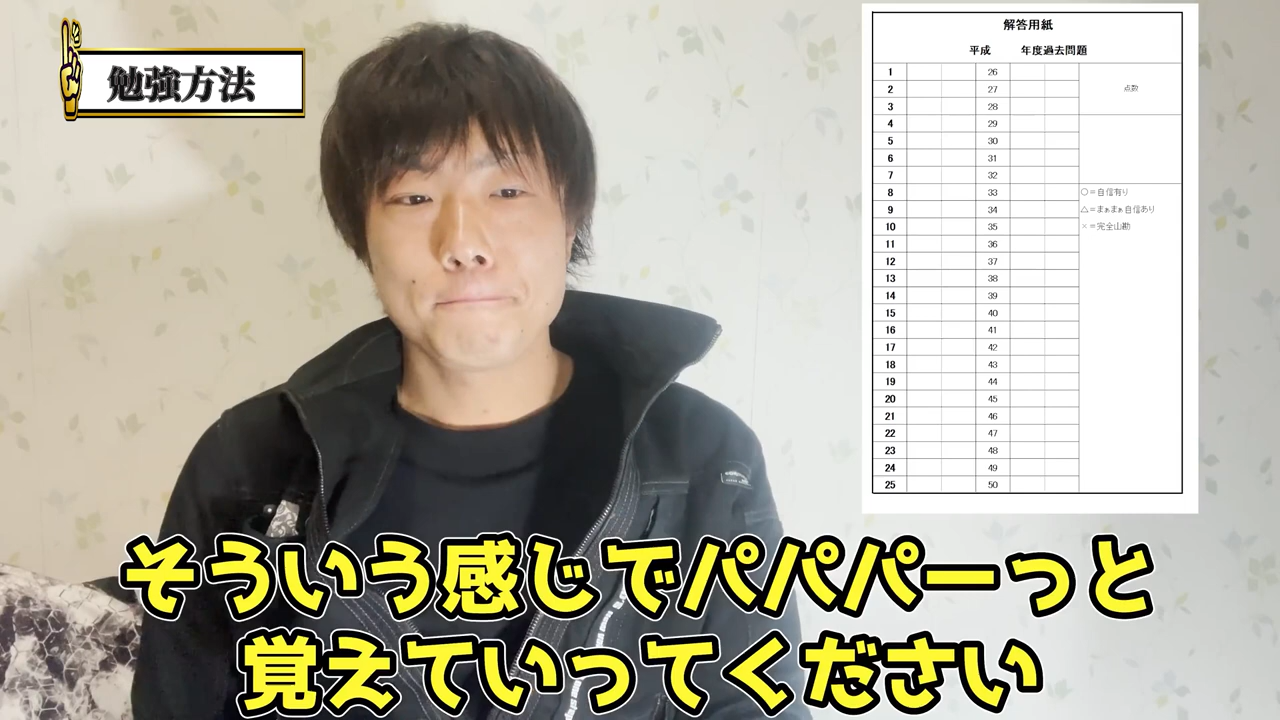 勉強方法
解答用紙
平成 年度過去問題
1 26
2 27 点数
3 28
4 29
5 30
6 31
7 32
8 33 ○=自信有り
9 34 △=まぁまぁ自信あり
10 35 ×=完全山勘
11 36
12 37
13 38
14 39
15 40
16 41
17 42
18 43
19 44
20 45
21 46
22 47
23 48
24 49
25 50
そういう感じでパパパーっと
覚えていってください